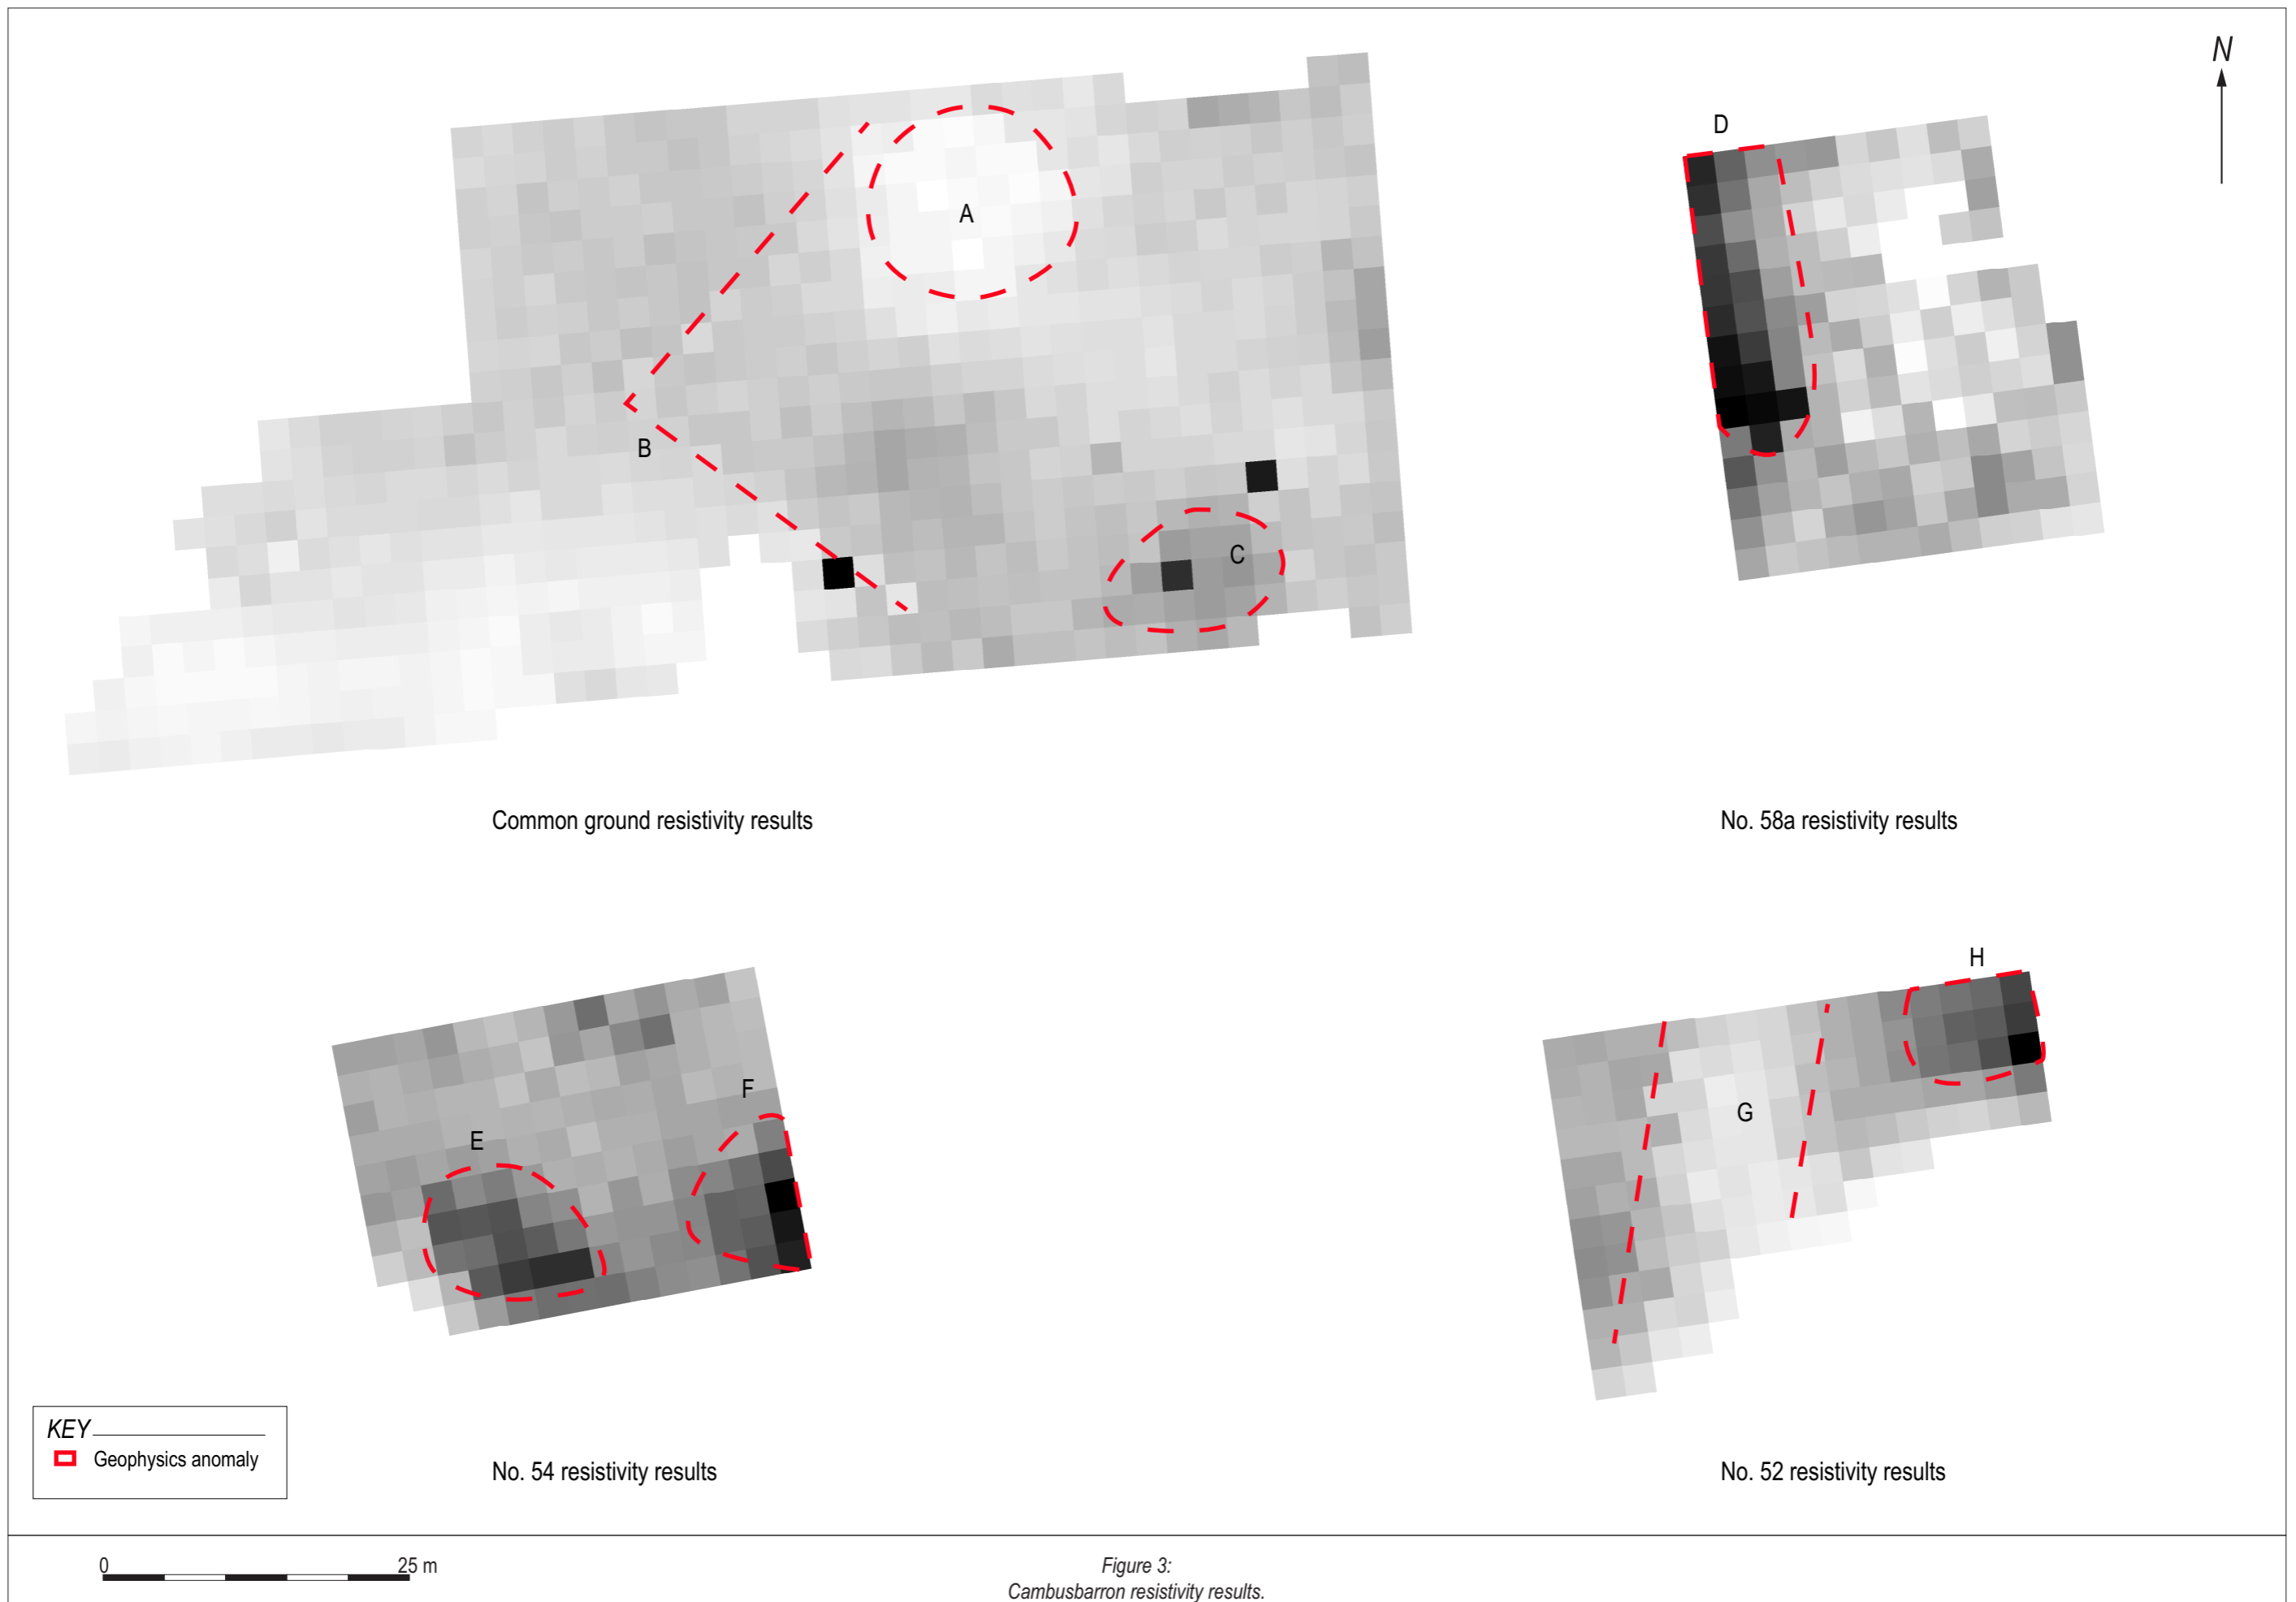 N
D
A
B
C
Common ground resistivity results
No. 58a resistivity results
H
F
E
G
KEY
Geophysics anomaly
No. 54 resistivity results
No. 52 resistivity results
0 25 m
Figure 3:
Cambusbarron resistivity results.